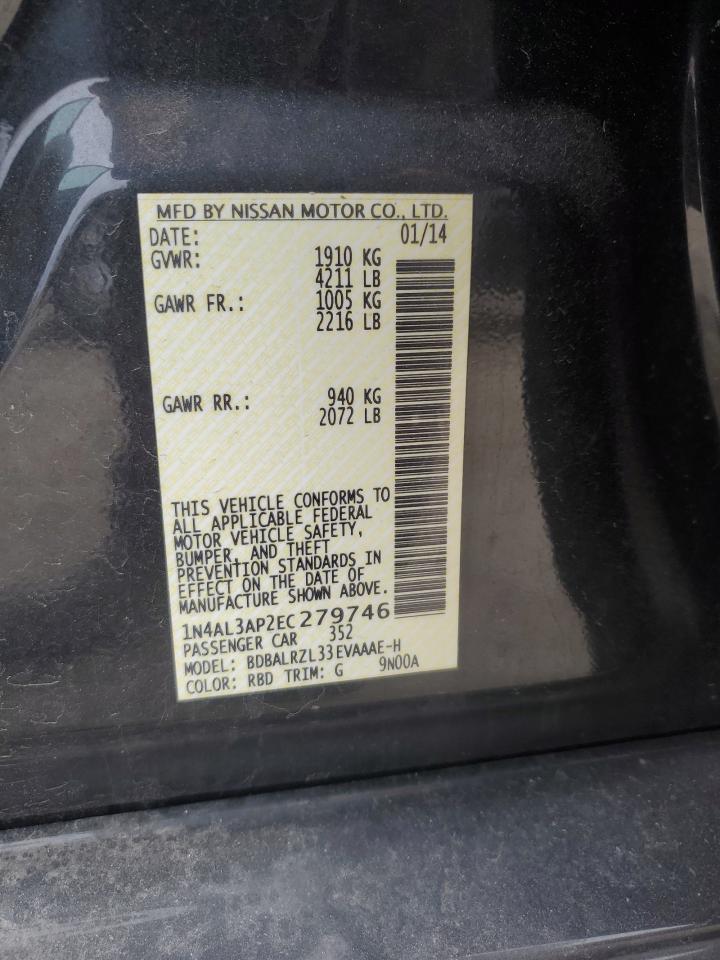 MFD BY NISSAN MOTOR CO., LTD.
DATE: 01/14
GVWR: 1910 KG
4211 LB
GAWR FR.: 1005 KG
2216 LB
GAWR RR.: 940 KG
2072 LB
THIS VEHICLE CONFORMS TO
ALL APPLICABLE FEDERAL
MOTOR VEHICLE SAFETY,
BUMPER, AND THEFT
PREVENTION STANDARDS IN
EFFECT ON THE DATE OF
MANUFACTURE SHOWN ABOVE.
1N4AL3AP2EC279746
PASSENGER CAR 352
MODEL: BDBALRZL33EVAAAE-H
COLOR: RBD TRIM: G 9N00A